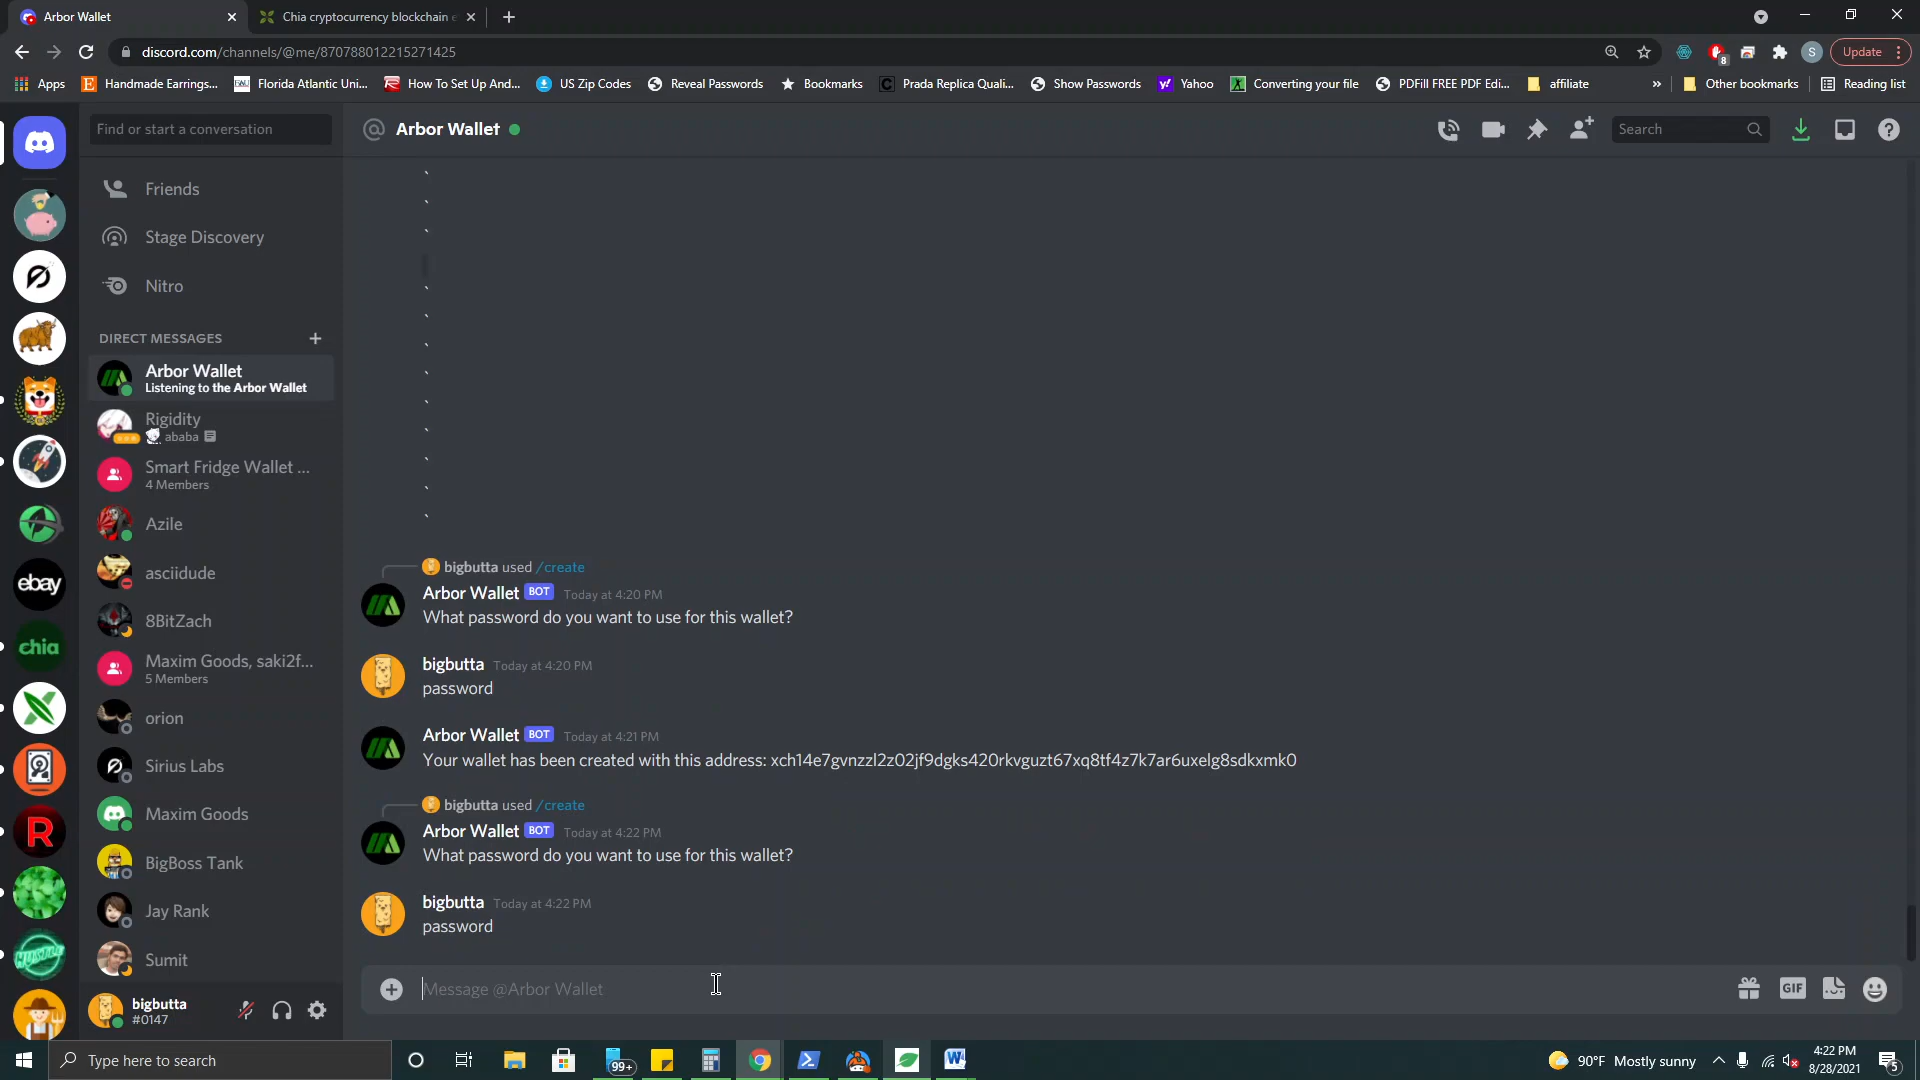 Arbor Wallet
Chia cryptocurrency blockchain e
discord.com/channels/@me/870788012215271425
8
S
Update
Apps
Handmade Earrings...
FAU
Florida Atlantic Uni...
How To Set Up And...
US Zip Codes
Reveal Passwords
Bookmarks
Prada Replica Quali...
Show Passwords
Yahoo
Converting your file
PDFill FREE PDF Edi...
affiliate
»
Other bookmarks
Reading list
Find or start a conversation
Arbor Wallet
Search
Friends
Stage Discovery
Nitro
DIRECT MESSAGES
Arbor Wallet
Listening to the Arbor Wallet
Rigidity
ababa
Smart Fridge Wallet ...
4 Members
Azile
asciidude
8BitZach
Maxim Goods, saki2f...
5 Members
orion
Sirius Labs
Maxim Goods
BigBoss Tank
Jay Rank
Sumit
bigbutta
#0147
ebay
chia
R
HUSTLE
bigbutta used /create
Arbor Wallet BOT Today at 4:20 PM
What password do you want to use for this wallet?
bigbutta Today at 4:20 PM
password
Arbor Wallet BOT Today at 4:21 PM
Your wallet has been created with this address: xch14e7gvnzzl2z02jf9dgks420rkvguzt67xq8tf4z7k7ar6uxelg8sdkxmk0
bigbutta used /create
Arbor Wallet BOT Today at 4:22 PM
What password do you want to use for this wallet?
bigbutta Today at 4:22 PM
password
Message @Arbor Wallet
GIF
Type here to search
99+
90°F Mostly sunny
4:22 PM
8/28/2021
5